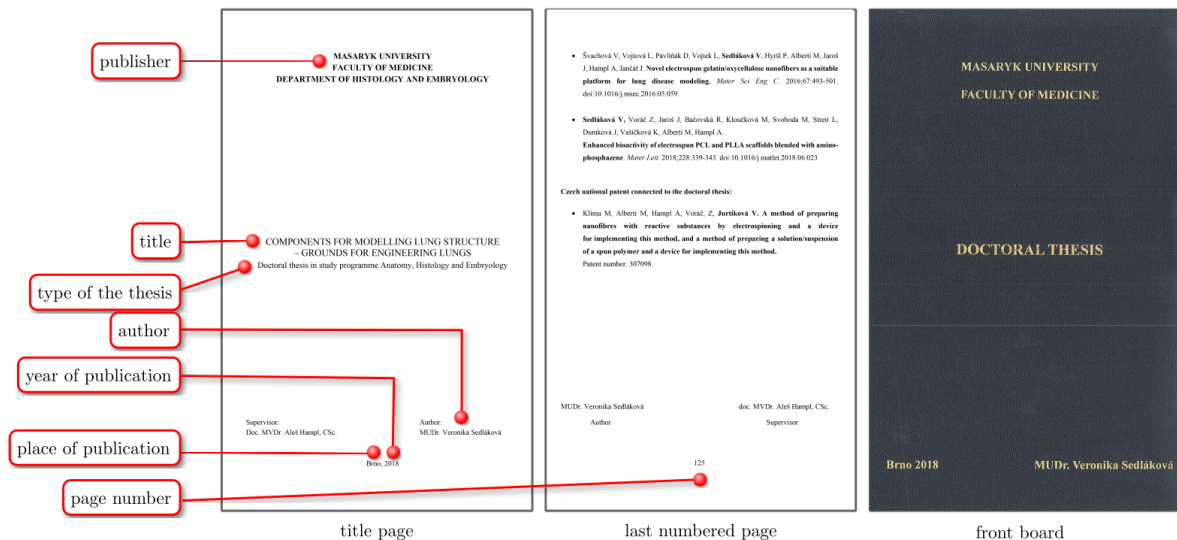 publisher
title
type of the thesis
author
year of publication
place of publication
page number
MASARYK UNIVERSITY
FACULTY OF MEDICINE
DEPARTMENT OF HISTOLOGY AND EMBRYOLOGY
COMPONENTS FOR MODELLING LUNG STRUCTURE
– GROUNDS FOR ENGINEERING LUNGS
Doctoral thesis in study programme Anatomy, Histology and Embryology
Supervisor:
Doc. MVDr. Aleš Hampl, CSc.
Author:
MUDr. Veronika Sedláková
Brno, 2018
title page
• Švachová V, Vojtová L, Pavliňák D, Vojtek L, Sedláková V, Hyršl P, Alberti M, Jaroš
J, Hampl A, Jančář J. Novel electrospun gelatin/oxycellulose nanofibers as a suitable
platform for lung disease modeling. Mater Sci Eng C. 2016;67:493-501.
doi:10.1016/j.msec.2016.05.059.
• Sedláková V, Voráč Z, Jaroš J, Bačovská R, Kloučková M, Svoboda M, Streit L,
Dumková J, Vašíčková K, Alberti M, Hampl A.
Enhanced bioactivity of electrospun PCL and PLLA scaffolds blended with amino-
phosphazene. Mater Lett. 2018;228:339-343. doi:10.1016/j.matlet.2018.06.023
Czech national patent connected to the doctoral thesis:
• Klíma M, Alberti M, Hampl A, Voráč, Z, Jurtíková V. A method of preparing
nanofibres with reactive substances by electrospinning and a device
for implementing this method, and a method of preparing a solution/suspension
of a spun polymer and a device for implementing this method.
Patent number: 307098.
MUDr. Veronika Sedláková
Author
doc. MVDr. Aleš Hampl, CSc.
Supervisor
125
last numbered page
MASARYK UNIVERSITY
FACULTY OF MEDICINE
DOCTORAL THESIS
Brno 2018
MUDr. Veronika Sedláková
front board